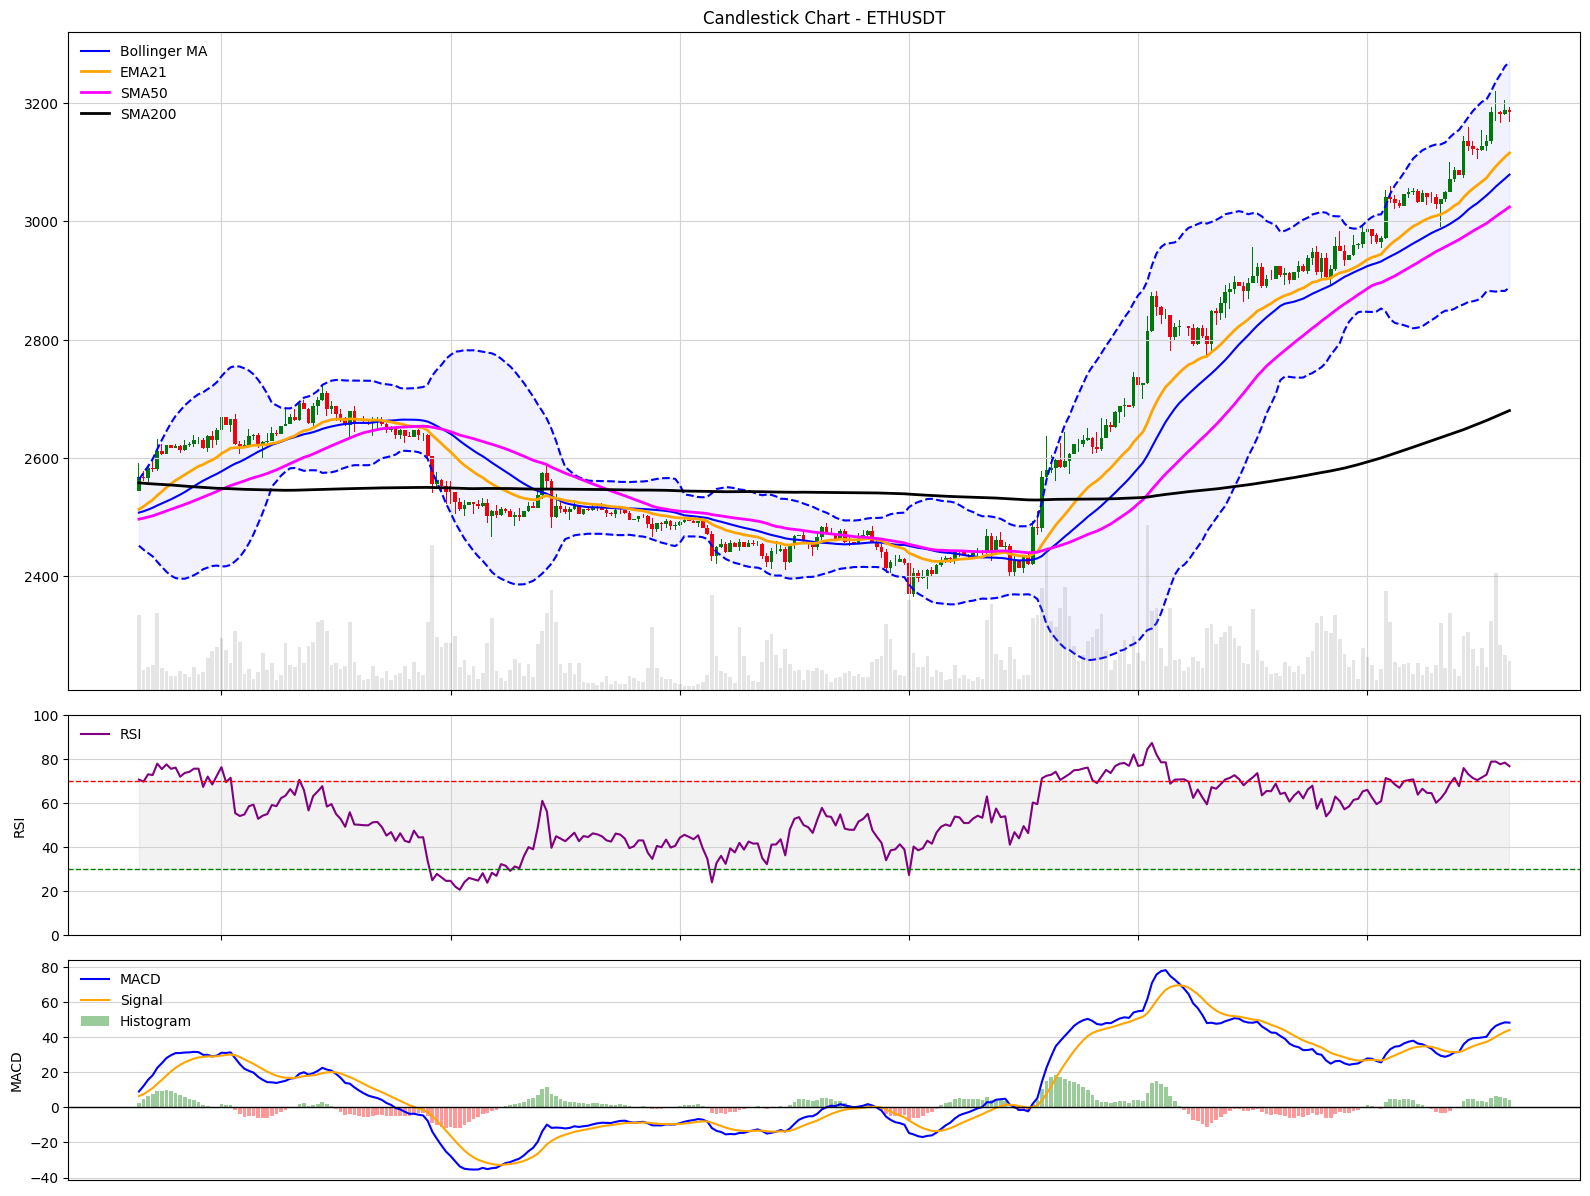 Candlestick Chart - ETHUSDT
Bollinger MA
EMA21
SMA50
SMA200
3200
3000
2800
2600
2400
RSI
100
80
60
40
20
0
RSI
MACD
Signal
Histogram
80
60
40
20
0
−20
−40
MACD